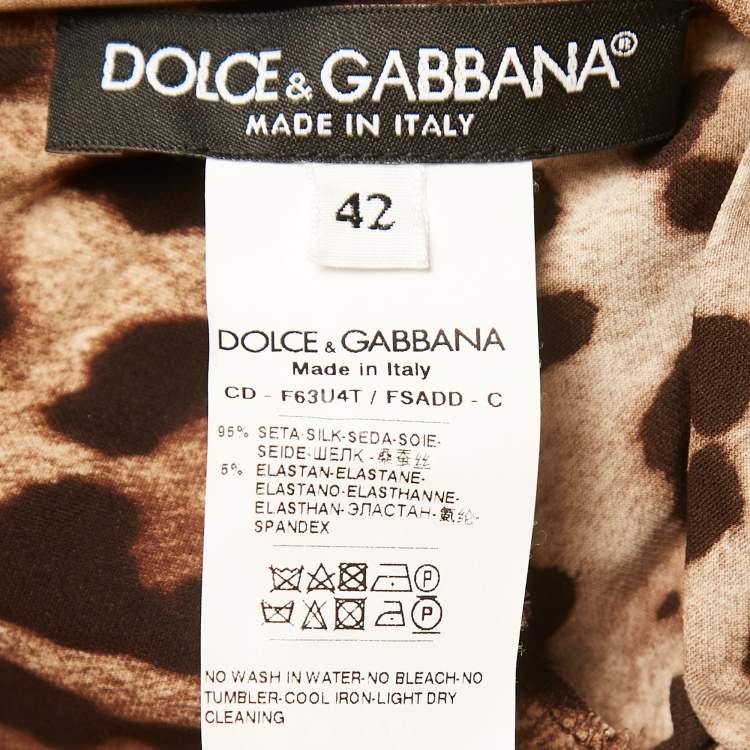 DOLCE & GABBANA®
MADE IN ITALY
42
DOLCE & GABBANA
Made in Italy
CD - F63U4T / FSADD - C
95% SETA-SILK-SEDA-SOIE-
SEIDE-ШЕЛК-桑蚕丝
5% ELASTAN-ELASTANE-
ELASTANO-ELASTHANNE-
ELASTHAN-ЭЛАСТАН-氨纶-
SPANDEX
P
P
NO WASH IN WATER-NO BLEACH-NO
TUMBLER-COOL IRON-LIGHT DRY
CLEANING